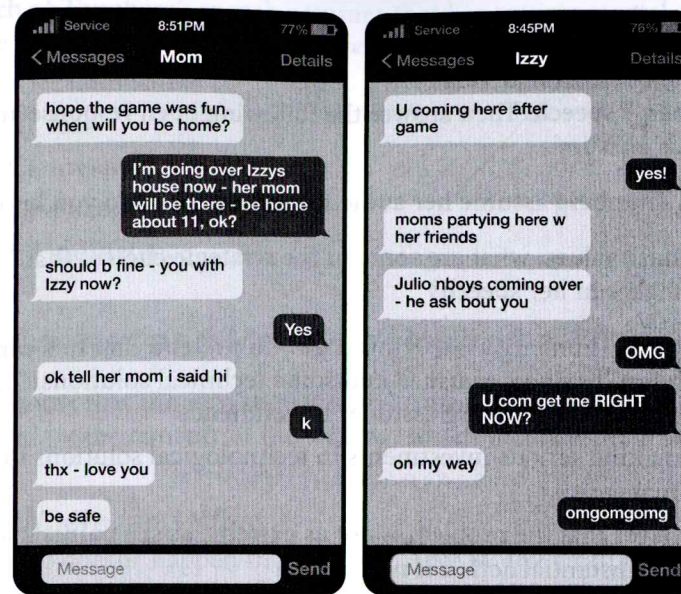 Service 8:51PM 77%
Messages Mom Details
hope the game was fun.
when will you be home?
I'm going over Izzys
house now - her mom
will be there - be home
about 11, ok?
should b fine - you with
Izzy now?
Yes
ok tell her mom i said hi
k
thx - love you
be safe
Message Send
Service 8:45PM 76%
Messages Izzy Details
U coming here after
game
yes!
moms partying here w
her friends
Julio nboys coming over
- he ask bout you
OMG
U com get me RIGHT
NOW?
on my way
omgomgomg
Message Send